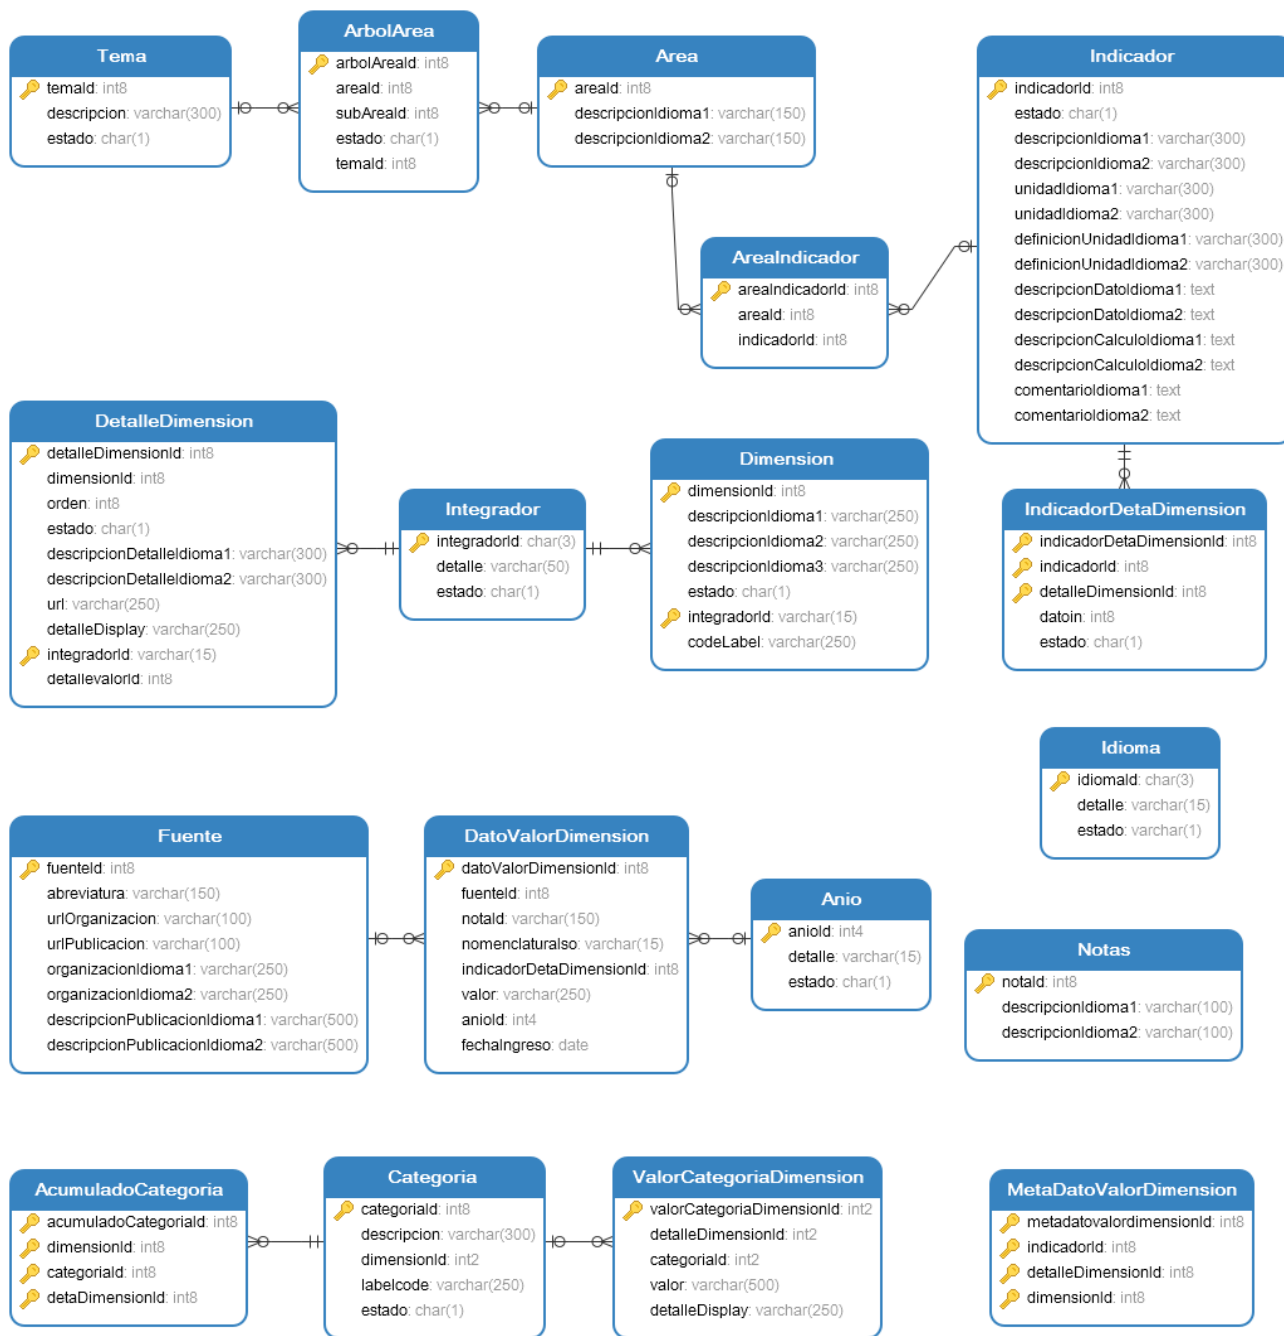 Tema
temaId: int8
descripcion: varchar(300)
estado: char(1)
ArbolArea
arbolAreaId: int8
areaId: int8
subAreaId: int8
estado: char(1)
temaId: int8
Area
areaId: int8
descripcionIdioma1: varchar(150)
descripcionIdioma2: varchar(150)
Indicador
indicadorId: int8
estado: char(1)
descripcionIdioma1: varchar(300)
descripcionIdioma2: varchar(300)
unidadIdioma1: varchar(300)
unidadIdioma2: varchar(300)
definicionUnidadIdioma1: varchar(300)
definicionUnidadIdioma2: varchar(300)
descripcionDatoIdioma1: text
descripcionDatoIdioma2: text
descripcionCalculoIdioma1: text
descripcionCalculoIdioma2: text
comentarioIdioma1: text
comentarioIdioma2: text
AreaIndicador
areaIndicadorId: int8
areaId: int8
indicadorId: int8
DetalleDimension
detalleDimensionId: int8
dimensionId: int8
orden: int8
estado: char(1)
descripcionDetalleIdioma1: varchar(300)
descripcionDetalleIdioma2: varchar(300)
url: varchar(250)
detalleDisplay: varchar(250)
integradorId: varchar(15)
detallevalorId: int8
Integrador
integradorId: char(3)
detalle: varchar(50)
estado: char(1)
Dimension
dimensionId: int8
descripcionIdioma1: varchar(250)
descripcionIdioma2: varchar(250)
descripcionIdioma3: varchar(250)
estado: char(1)
integradorId: varchar(15)
codeLabel: varchar(250)
IndicadorDetaDimension
indicadorDetaDimensionId: int8
indicadorId: int8
detalleDimensionId: int8
datoin: int8
estado: char(1)
Idioma
idiomaId: char(3)
detalle: varchar(15)
estado: varchar(1)
Fuente
fuenteId: int8
abreviatura: varchar(150)
urlOrganizacion: varchar(100)
urlPublicacion: varchar(100)
organizacionIdioma1: varchar(250)
organizacionIdioma2: varchar(250)
descripcionPublicacionIdioma1: varchar(500)
descripcionPublicacionIdioma2: varchar(500)
DatoValorDimension
datoValorDimensionId: int8
fuenteId: int8
notaId: varchar(150)
nomenclaturaIso: varchar(15)
indicadorDetaDimensionId: int8
valor: varchar(250)
anioId: int4
fechaIngreso: date
Anio
anioId: int4
detalle: varchar(15)
estado: char(1)
Notas
notaId: int8
descripcionIdioma1: varchar(100)
descripcionIdioma2: varchar(100)
AcumuladoCategoria
acumuladoCategoriaId: int8
dimensionId: int8
categoriaId: int8
detaDimensionId: int8
Categoria
categoriaId: int8
descripcion: varchar(300)
dimensionId: int2
labelcode: varchar(250)
estado: char(1)
ValorCategoriaDimension
valorCategoriaDimensionId: int2
detalleDimensionId: int2
categoriaId: int2
valor: varchar(500)
detalleDisplay: varchar(250)
MetaDatoValorDimension
metadatovalordimensionId: int8
indicadorId: int8
detalleDimensionId: int8
dimensionId: int8